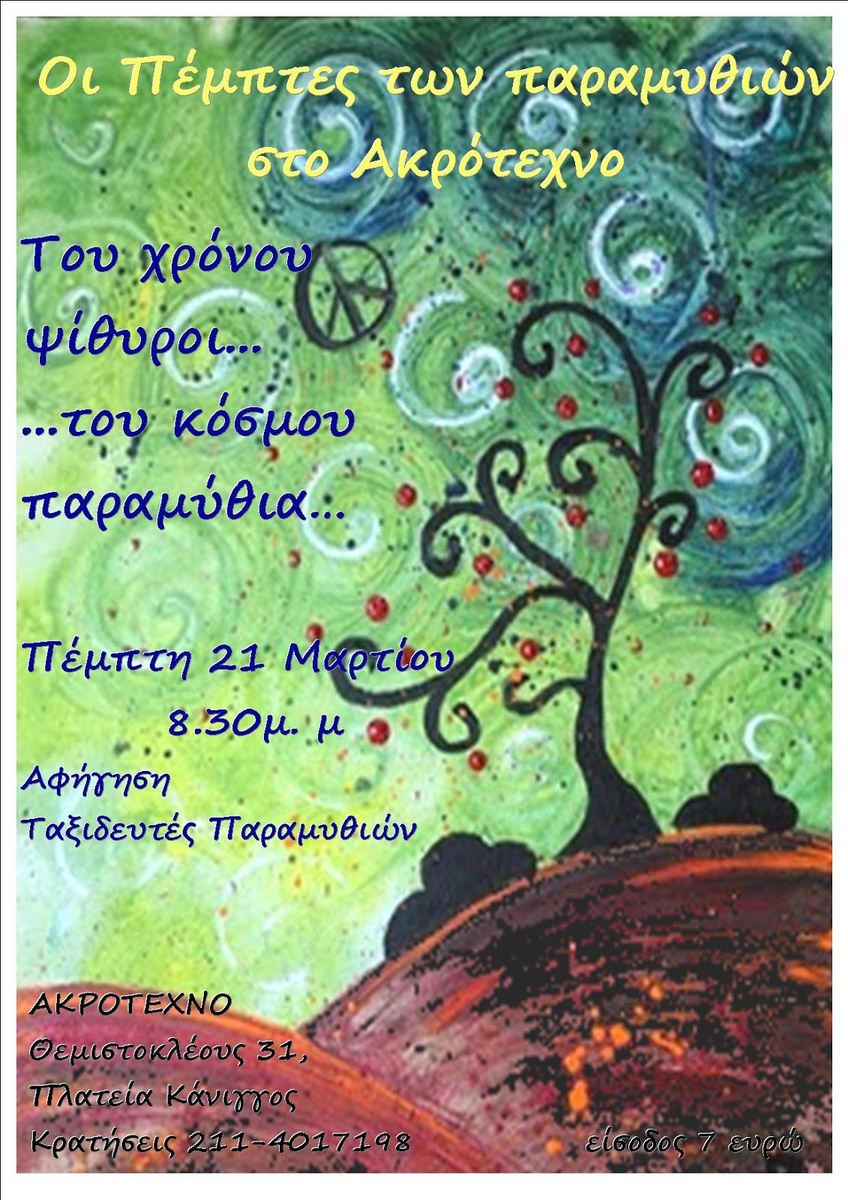 Οι Πέμπτες των παραμυθιών
στο Ακρότεχνο
Του χρόνου
ψίθυροι...
...του κόσμου
παραμύθια...
Πέμπτη 21 Μαρτίου
8.30μ. μ
Αφήγηση
Ταξιδευτές Παραμυθιών
ΑΚΡΟΤΕΧΝΟ
Θεμιστοκλέους 31,
Πλατεία Κάνιγγος
Κρατήσεις 211-4017198
είσοδος 7 ευρώ